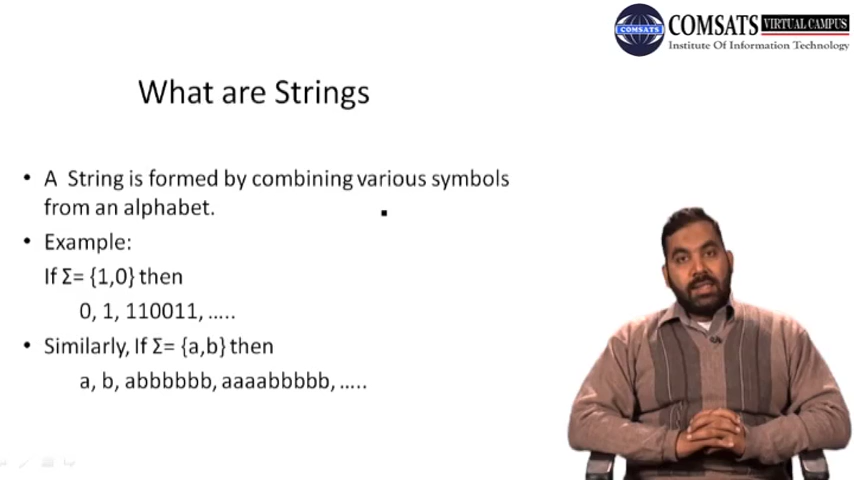 COMSATS VIRTUAL CAMPUS
Institute Of Information Technology
COMSATS
What are Strings
• A String is formed by combining various symbols
from an alphabet.
• Example:
If Σ= {1,0} then
0, 1, 110011, …..
• Similarly, If Σ= {a,b} then
a, b, abbbbbb, aaaabbbbb, …..